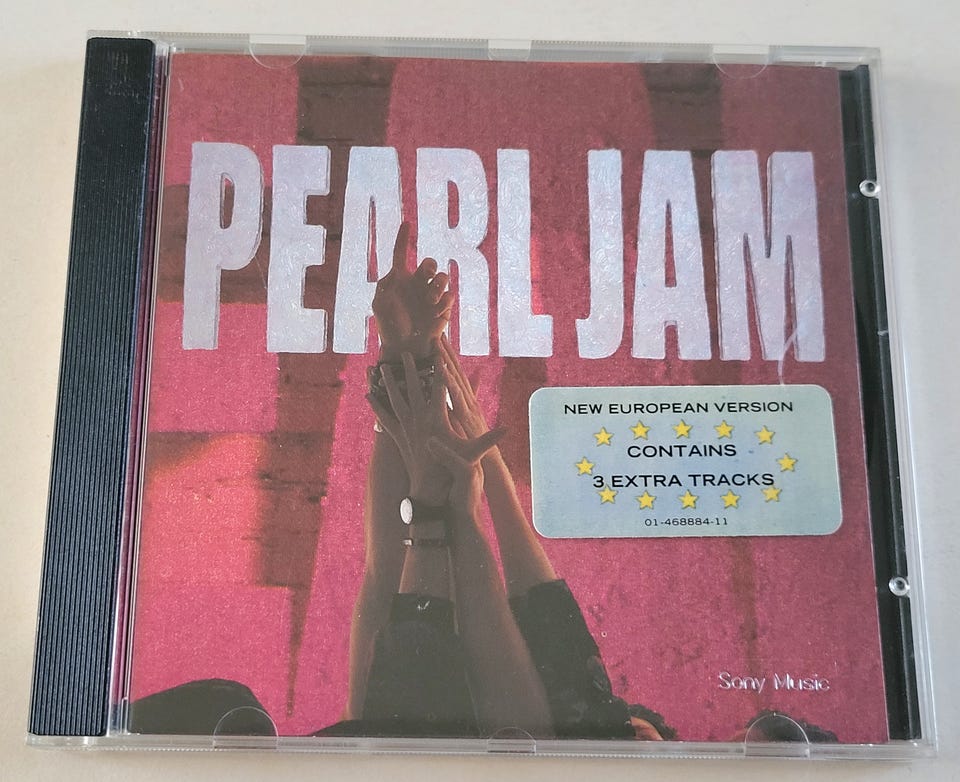 PEARL JAM
NEW EUROPEAN VERSION
CONTAINS
3 EXTRA TRACKS
01-468884-11
Sony Music